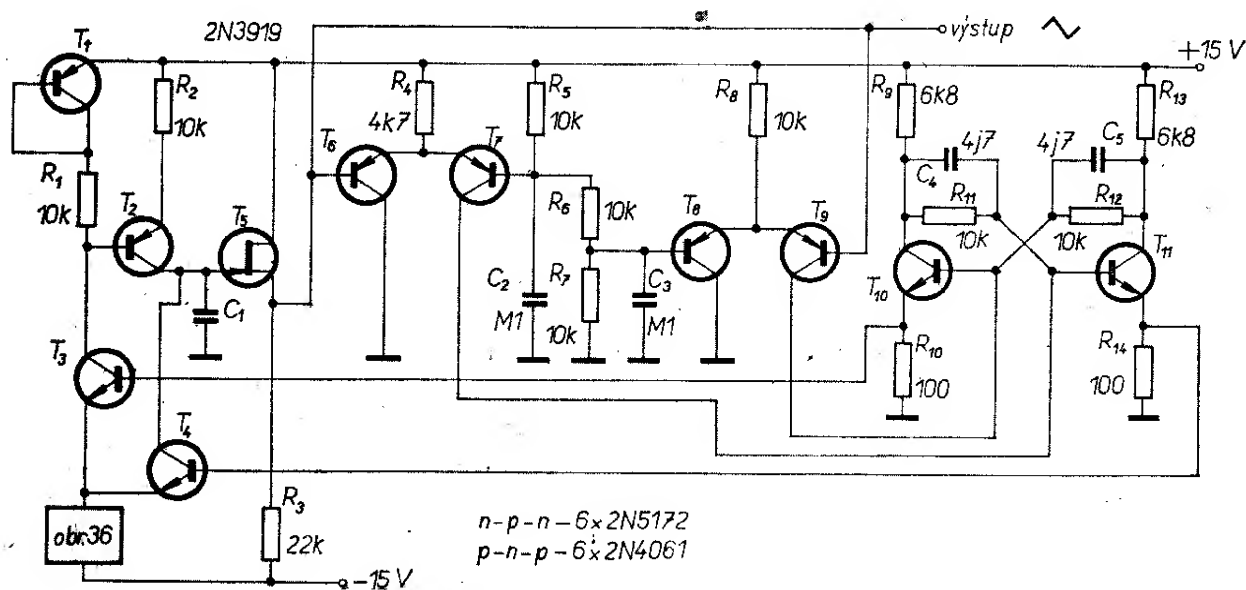 výstup
+15 V
2N3919
T1
R2
10k
R4
4k7
R5
10k
R8
10k
R9
6k8
R13
6k8
4j7
C4
4j7
C5
T6
T7
R1
10k
T2
T5
R6
10k
T8
T9
R11
10k
R12
10k
T10
T11
C1
C2
M1
R7
10k
C3
M1
T3
R10
100
R14
100
T4
obr.36
R3
22k
n-p-n-6×2N5172
p-n-p-6×2N4061
-15 V